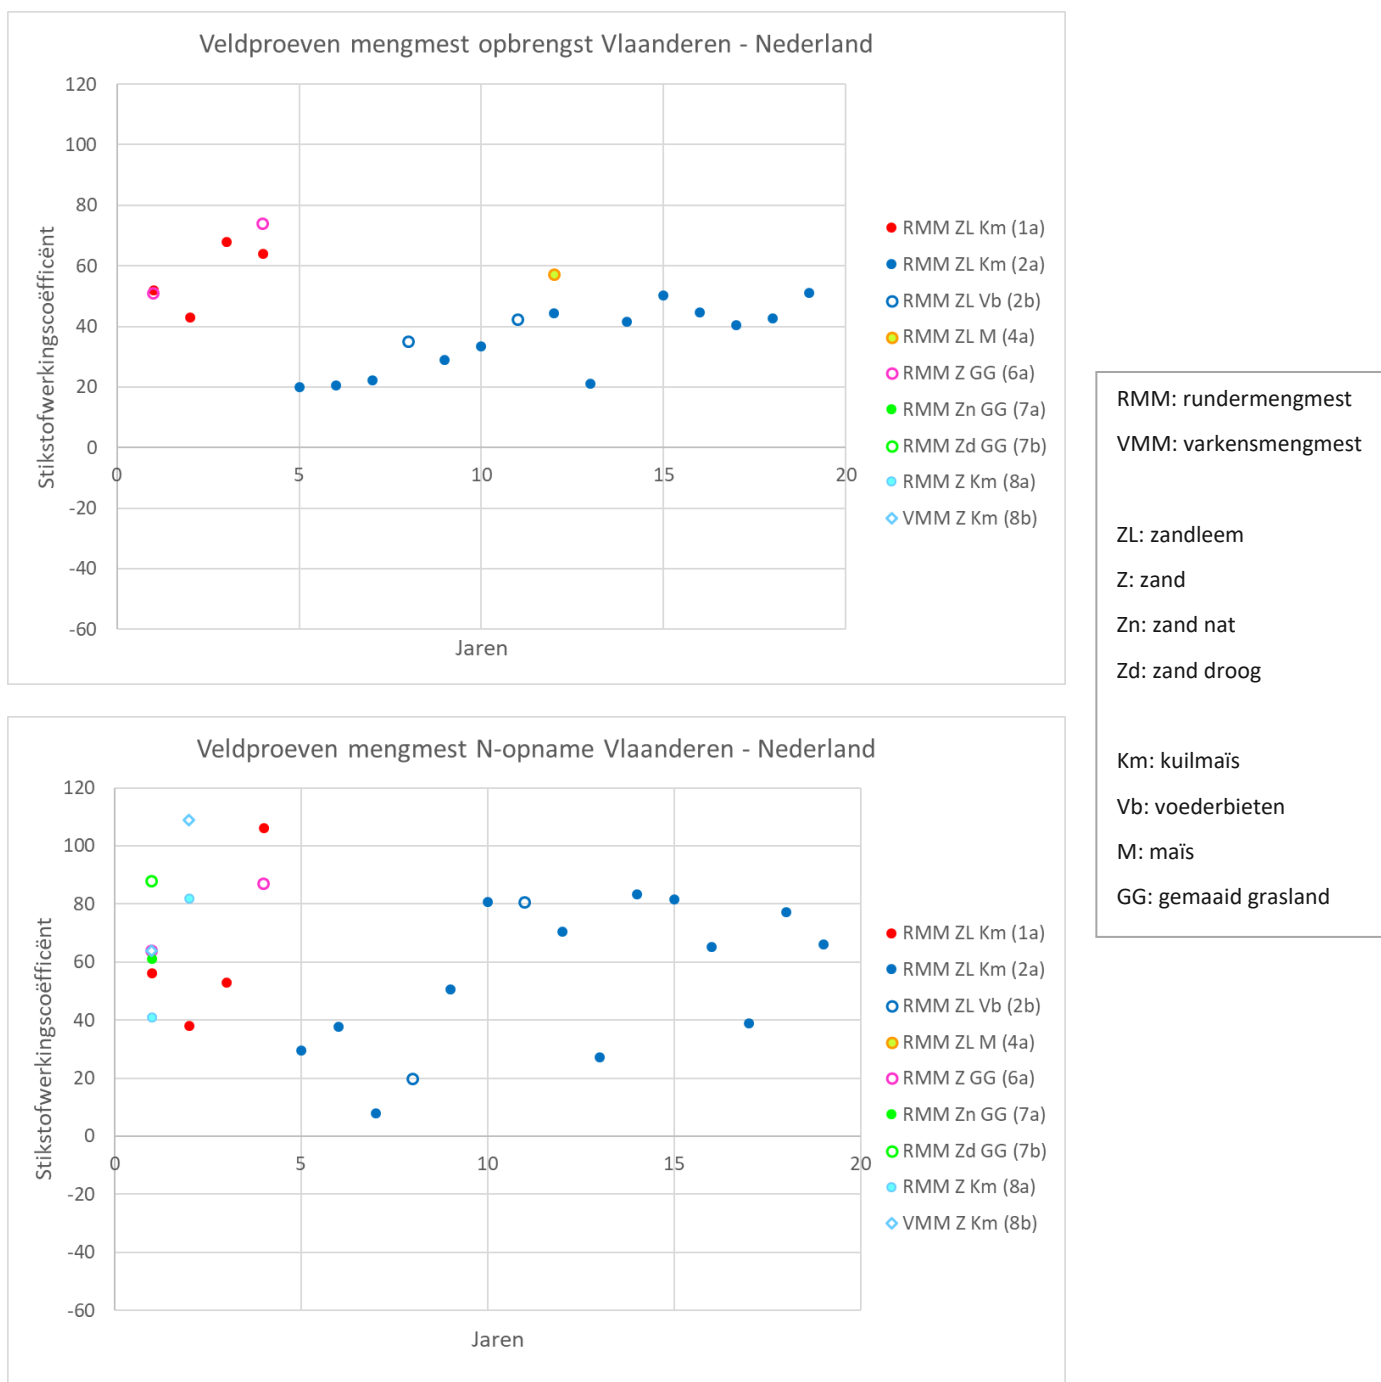 Veldproeven mengmest opbrengst Vlaanderen - Nederland
120
100
80
60
40
20
0
-20
-40
-60
0
5
10
15
20
Stikstofwerkingscoëfficënt
Jaren
RMM ZL Km (1a)
RMM ZL Km (2a)
RMM ZL Vb (2b)
RMM ZL M (4a)
RMM Z GG (6a)
RMM Zn GG (7a)
RMM Zd GG (7b)
RMM Z Km (8a)
VMM Z Km (8b)
RMM: rundermengmest
VMM: varkensmengmest
ZL: zandleem
Z: zand
Zn: zand nat
Zd: zand droog
Km: kuilmaïs
Vb: voederbieten
M: maïs
GG: gemaaid grasland
Veldproeven mengmest N-opname Vlaanderen - Nederland
120
100
80
60
40
20
0
-20
-40
-60
0
5
10
15
20
Stikstofwerkingscoëfficënt
Jaren
RMM ZL Km (1a)
RMM ZL Km (2a)
RMM ZL Vb (2b)
RMM ZL M (4a)
RMM Z GG (6a)
RMM Zn GG (7a)
RMM Zd GG (7b)
RMM Z Km (8a)
VMM Z Km (8b)